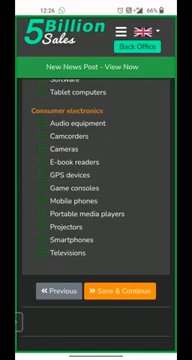 12:26
66%
5 Billion
Sales
Back Office
New News Post - View Now
Software
Tablet computers
Consumer electronics
Audio equipment
Camcorders
Cameras
E-book readers
GPS devices
Game consoles
Mobile phones
Portable media players
Projectors
Smartphones
Televisions
Previous
Save & Continue